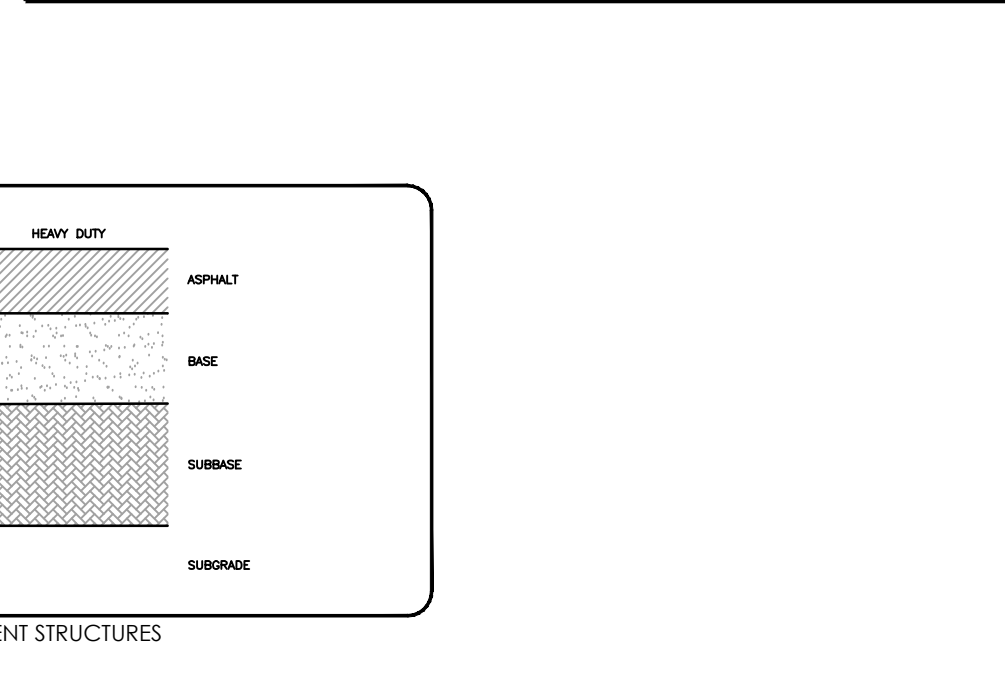 HEAVY DUTY
ASPHALT
BASE
SUBBASE
SUBGRADE
ENT STRUCTURES